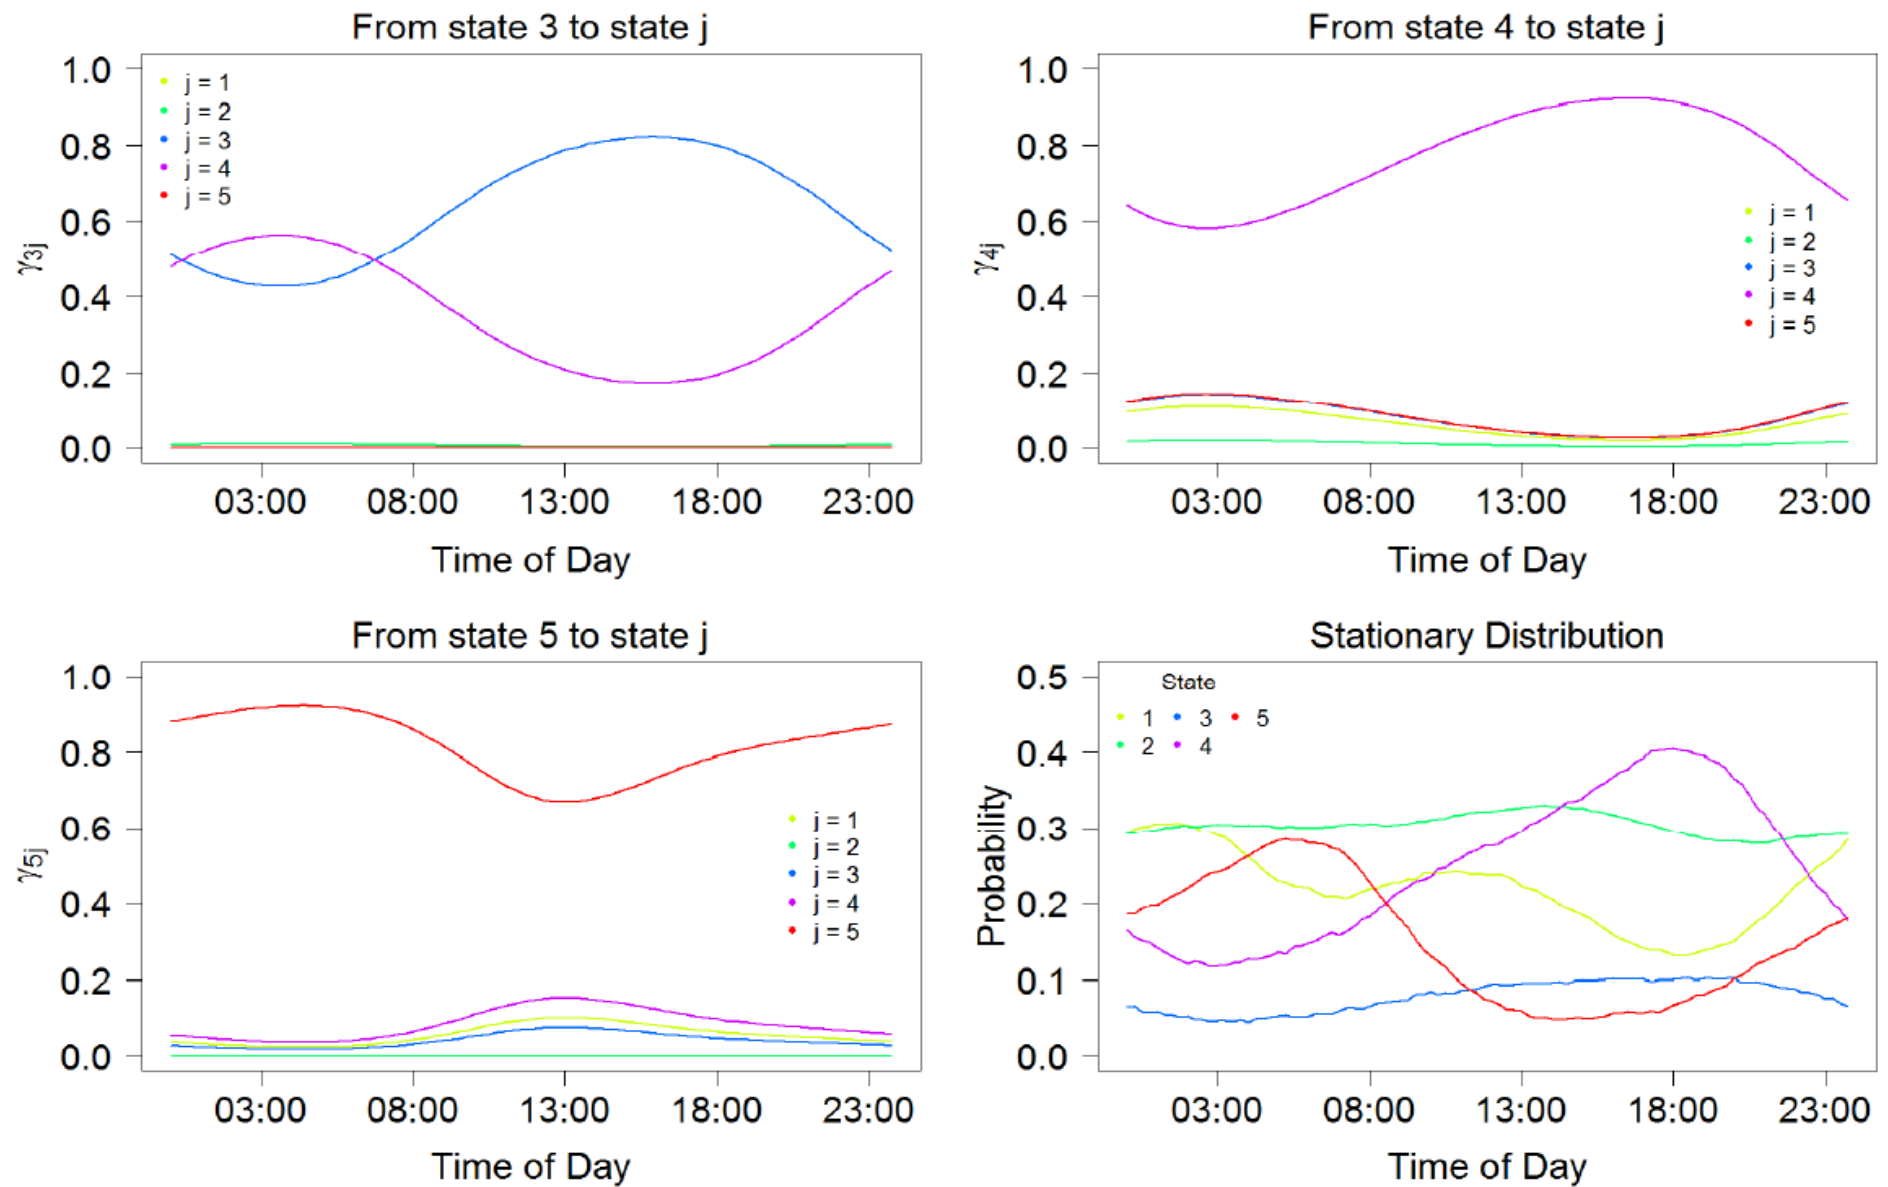 From state 3 to state j
1.0
0.8
0.6
0.4
0.2
0.0
γ3j
j = 1
j = 2
j = 3
j = 4
j = 5
03:00 08:00 13:00 18:00 23:00
Time of Day
From state 4 to state j
1.0
0.8
0.6
0.4
0.2
0.0
γ4j
j = 1
j = 2
j = 3
j = 4
j = 5
03:00 08:00 13:00 18:00 23:00
Time of Day
From state 5 to state j
1.0
0.8
0.6
0.4
0.2
0.0
γ5j
j = 1
j = 2
j = 3
j = 4
j = 5
03:00 08:00 13:00 18:00 23:00
Time of Day
Stationary Distribution
0.5
0.4
0.3
0.2
0.1
0.0
Probability
State
1 3 5
2 4
03:00 08:00 13:00 18:00 23:00
Time of Day